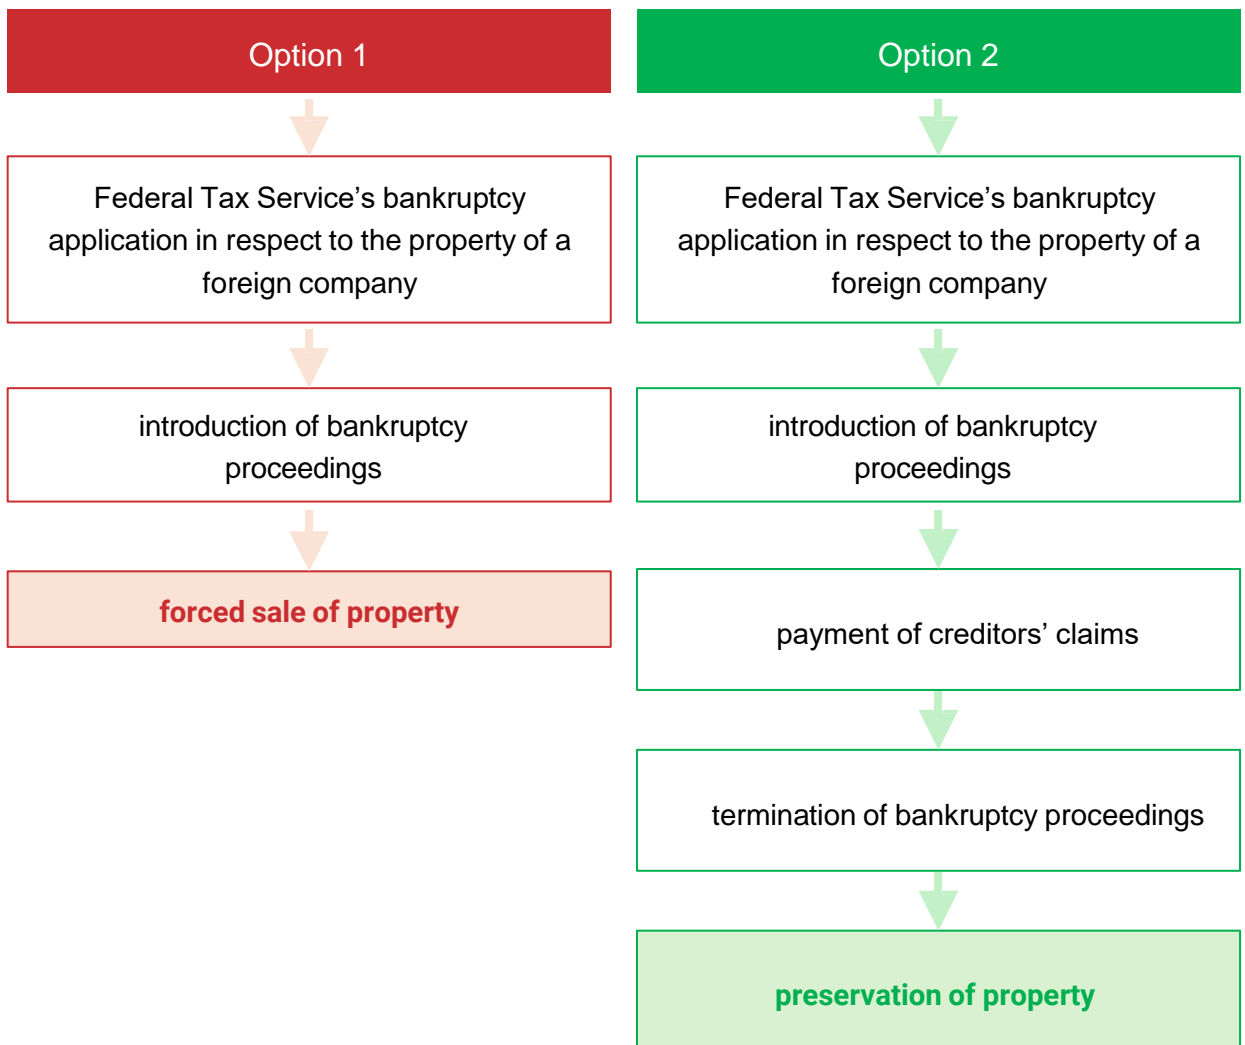 Option 1
Federal Tax Service’s bankruptcy
application in respect to the property of a
foreign company
introduction of bankruptcy
proceedings
forced sale of property
Option 2
Federal Tax Service’s bankruptcy
application in respect to the property of a
foreign company
introduction of bankruptcy
proceedings
payment of creditors’ claims
termination of bankruptcy proceedings
preservation of property